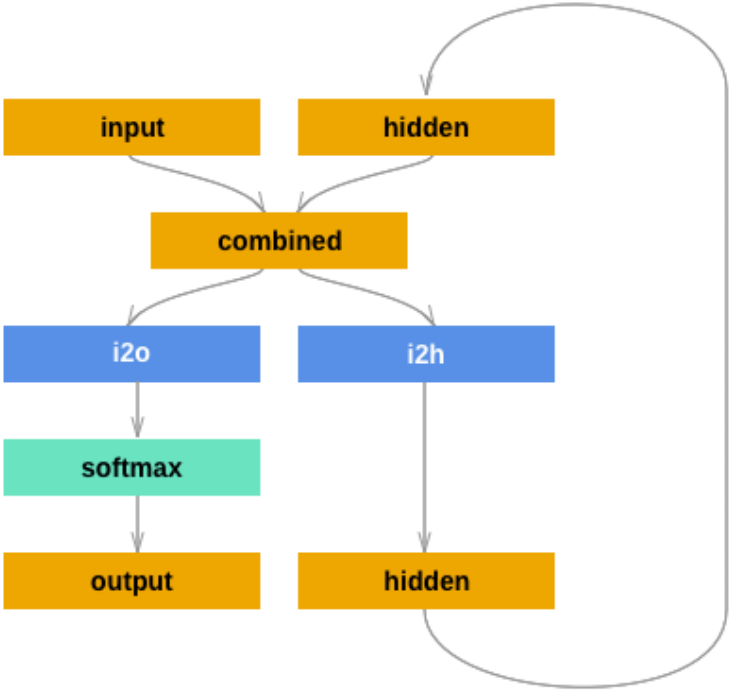 input
hidden
combined
i2o
i2h
softmax
output
hidden